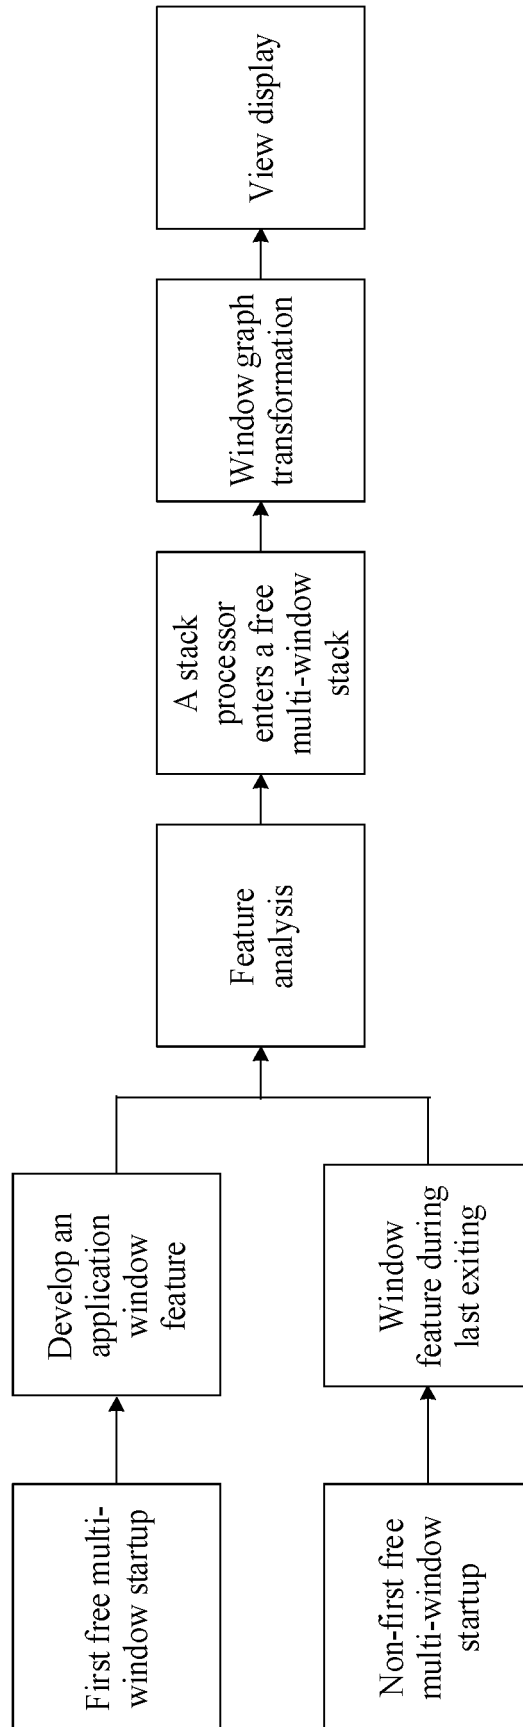 First free multi-
window startup
Develop an
application
window
feature
Non-first free
multi-window
startup
Window
feature during
last exiting
Feature
analysis
A stack
processor
enters a free
multi-window
stack
Window graph
transformation
View display